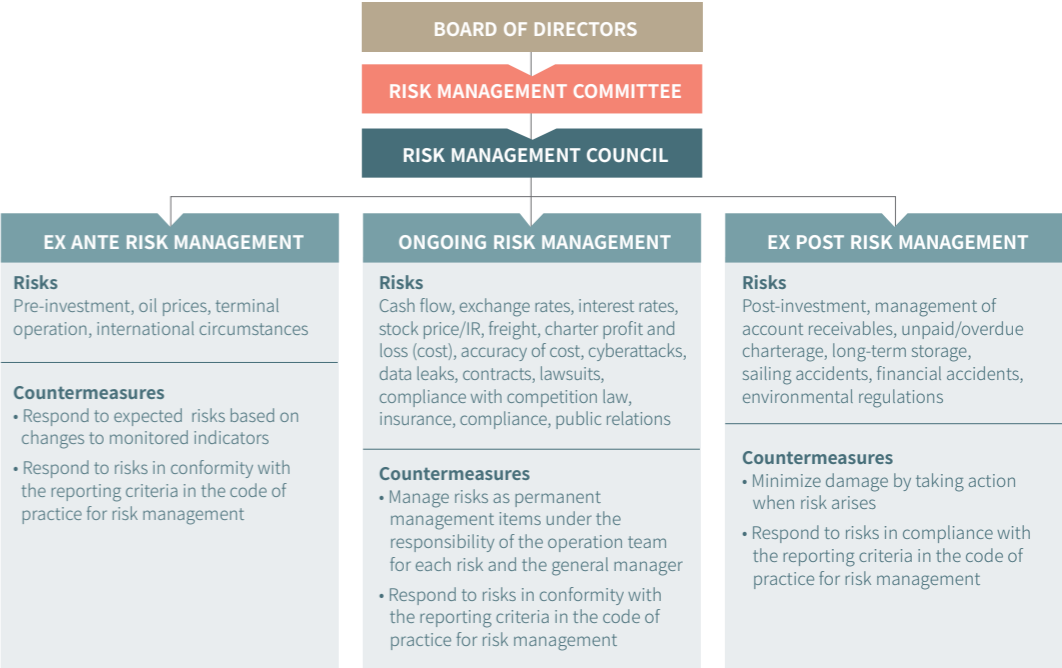 BOARD OF DIRECTORS
RISK MANAGEMENT COMMITTEE
RISK MANAGEMENT COUNCIL
EX ANTE RISK MANAGEMENT
Risks
Pre-investment, oil prices, terminal
operation, international circumstances
Countermeasures
• Respond to expected risks based on
changes to monitored indicators
• Respond to risks in conformity with
the reporting criteria in the code of
practice for risk management
ONGOING RISK MANAGEMENT
Risks
Cash flow, exchange rates, interest rates,
stock price/IR, freight, charter profit and
loss (cost), accuracy of cost, cyberattacks,
data leaks, contracts, lawsuits,
compliance with competition law,
insurance, compliance, public relations
Countermeasures
• Manage risks as permanent
management items under the
responsibility of the operation team
for each risk and the general manager
• Respond to risks in conformity with
the reporting criteria in the code of
practice for risk management
EX POST RISK MANAGEMENT
Risks
Post-investment, management of
account receivables, unpaid/overdue
charterage, long-term storage,
sailing accidents, financial accidents,
environmental regulations
Countermeasures
• Minimize damage by taking action
when risk arises
• Respond to risks in compliance with
the reporting criteria in the code of
practice for risk management